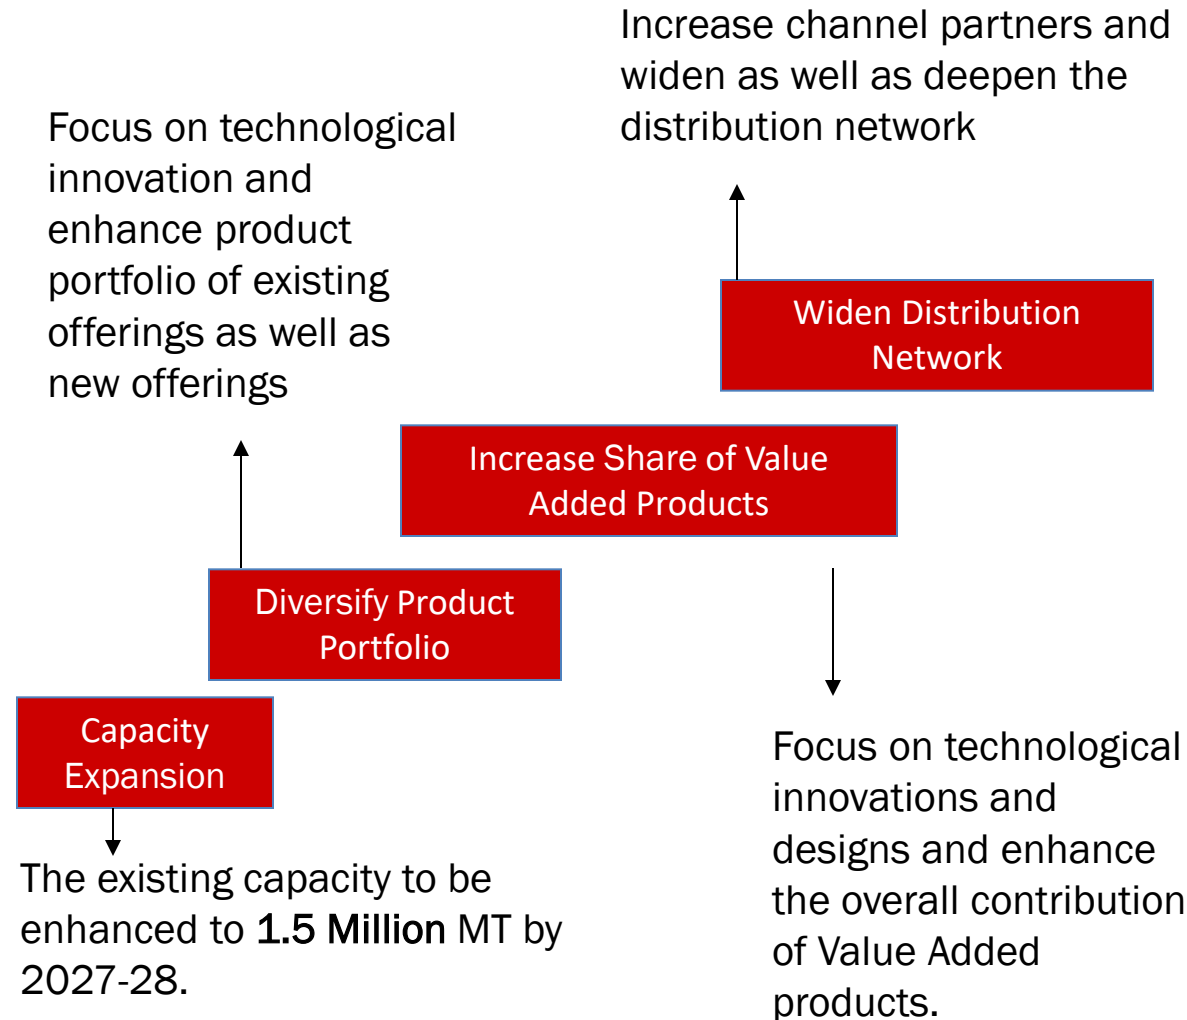 Increase channel partners and
widen as well as deepen the
distribution network
Focus on technological
innovation and
enhance product
portfolio of existing
offerings as well as
new offerings
Widen Distribution
Network
Increase Share of Value
Added Products
Diversify Product
Portfolio
Capacity
Expansion
The existing capacity to be
enhanced to 1.5 Million MT by
2027-28.
Focus on technological
innovations and
designs and enhance
the overall contribution
of Value Added
products.